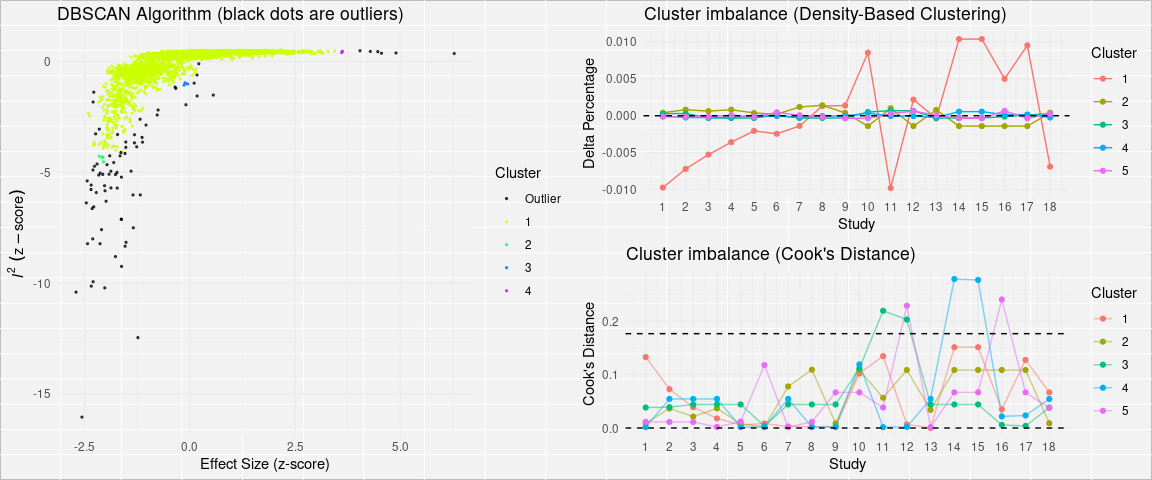 DBSCAN Algorithm (black dots are outliers)
0
-5
-10
-15
I² (z − score)
-2.5 0.0 2.5 5.0
Effect Size (z-score)
Cluster
Outlier
1
2
3
4
Cluster imbalance (Density-Based Clustering)
0.010
0.005
0.000
-0.005
-0.010
Delta Percentage
1 2 3 4 5 6 7 8 9 10 11 12 13 14 15 16 17 18
Study
Cluster
1
2
3
4
5
Cluster imbalance (Cook's Distance)
0.2
0.1
0.0
Cook's Distance
1 2 3 4 5 6 7 8 9 10 11 12 13 14 15 16 17 18
Study
Cluster
1
2
3
4
5